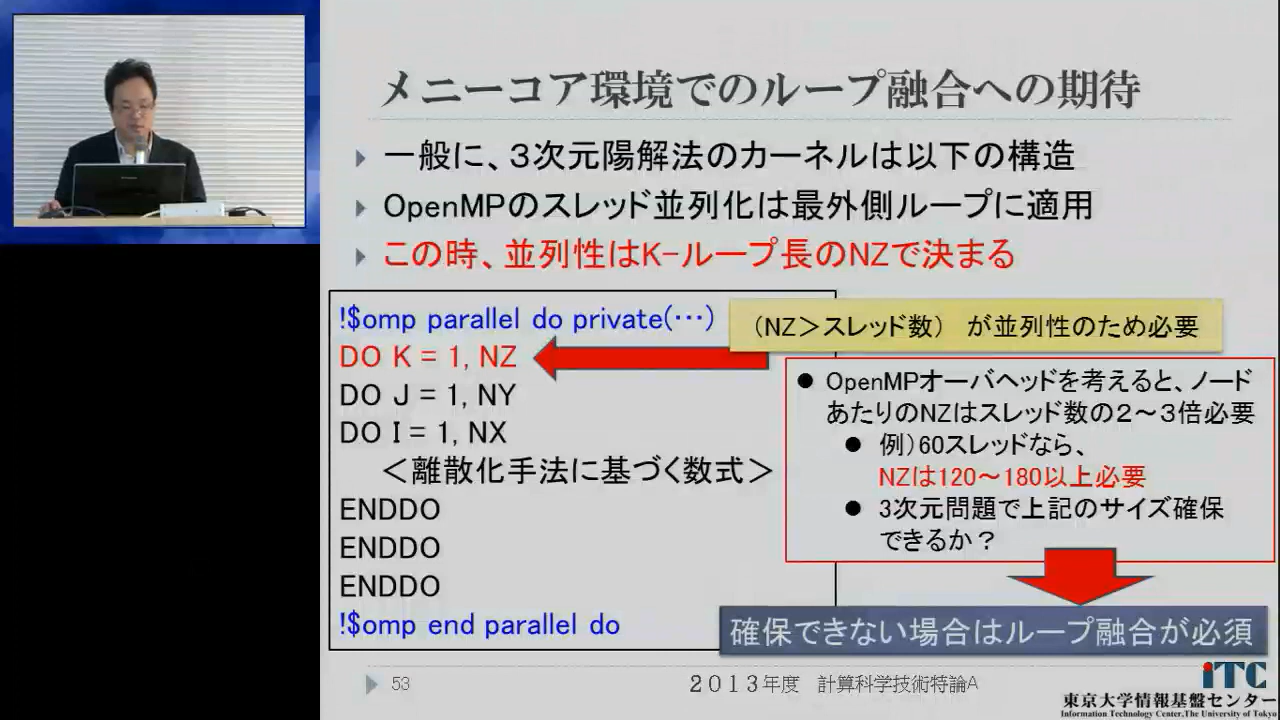 メニーコア環境でのループ融合への期待
一般に、３次元陽解法のカーネルは以下の構造
OpenMPのスレッド並列化は最外側ループに適用
この時、並列性はK-ループ長のNZで決まる
!$omp parallel do private(…)
DO K = 1, NZ
DO J = 1, NY
DO I = 1, NX
＜離散化手法に基づく数式＞
ENDDO
ENDDO
ENDDO
!$omp end parallel do
（NZ＞スレッド数） が並列性のため必要
● OpenMPオーバヘッドを考えると、ノード
あたりのNZはスレッド数の２～３倍必要
● 例）60スレッドなら、
NZは120～180以上必要
● 3次元問題で上記のサイズ確保
できるか？
確保できない場合はループ融合が必須
53
２０１３年度 計算科学技術特論A
iTC
東京大学情報基盤センター
Information Technology Center, The University of Tokyo